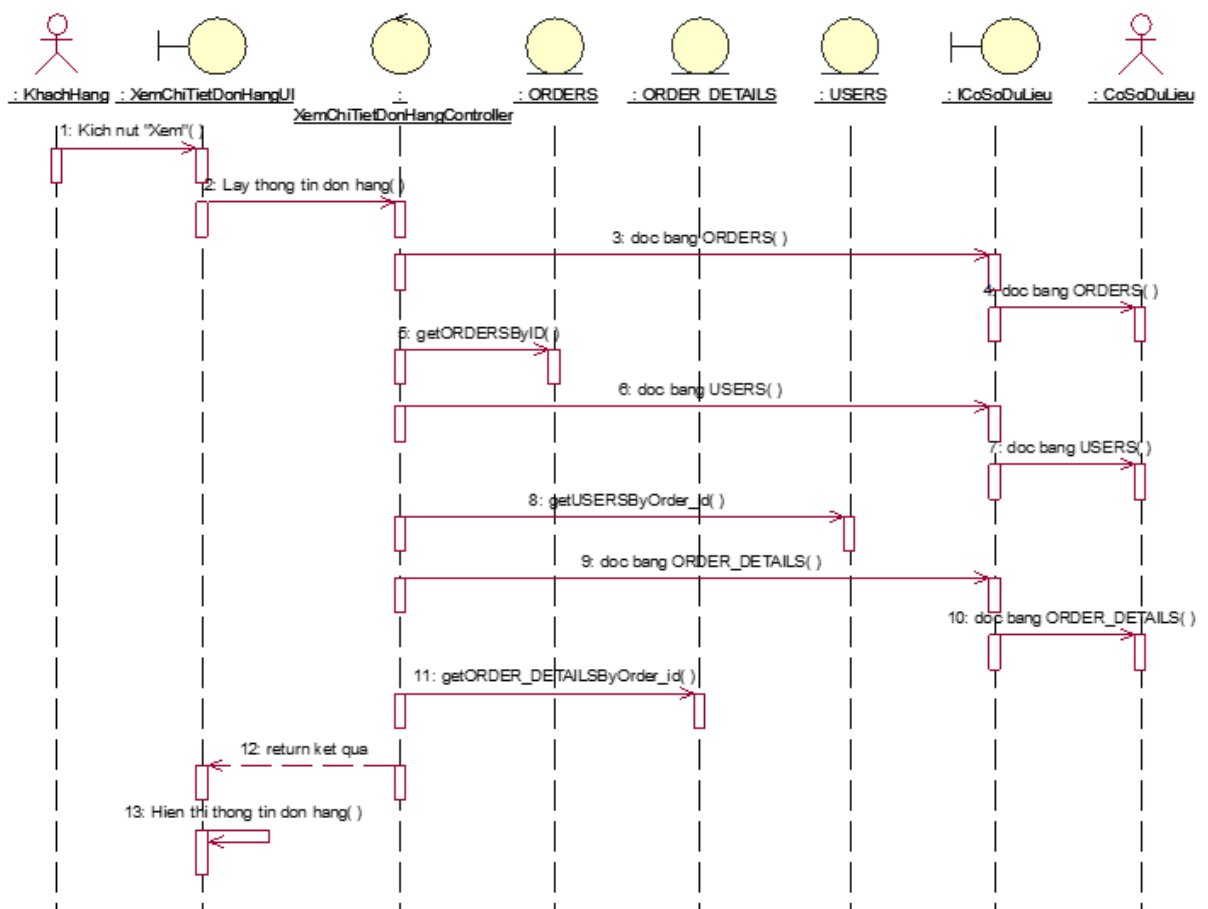 : KhachHang
: XemChiTietDonHangUI
:
XemChiTietDonHangController
: ORDERS
: ORDER_DETAILS
: USERS
: ICoSoDuLieu
: CoSoDuLieu
1: Kich nut "Xem"( )
2: Lay thong tin don hang( )
3: doc bang ORDERS( )
4: doc bang ORDERS( )
5: getORDERSByID( )
6: doc bang USERS( )
7: doc bang USERS( )
8: getUSERSByOrder_id( )
9: doc bang ORDER_DETAILS( )
10: doc bang ORDER_DETAILS( )
11: getORDER_DETAILSByOrder_id( )
12: return ket qua
13: Hien thi thong tin don hang( )